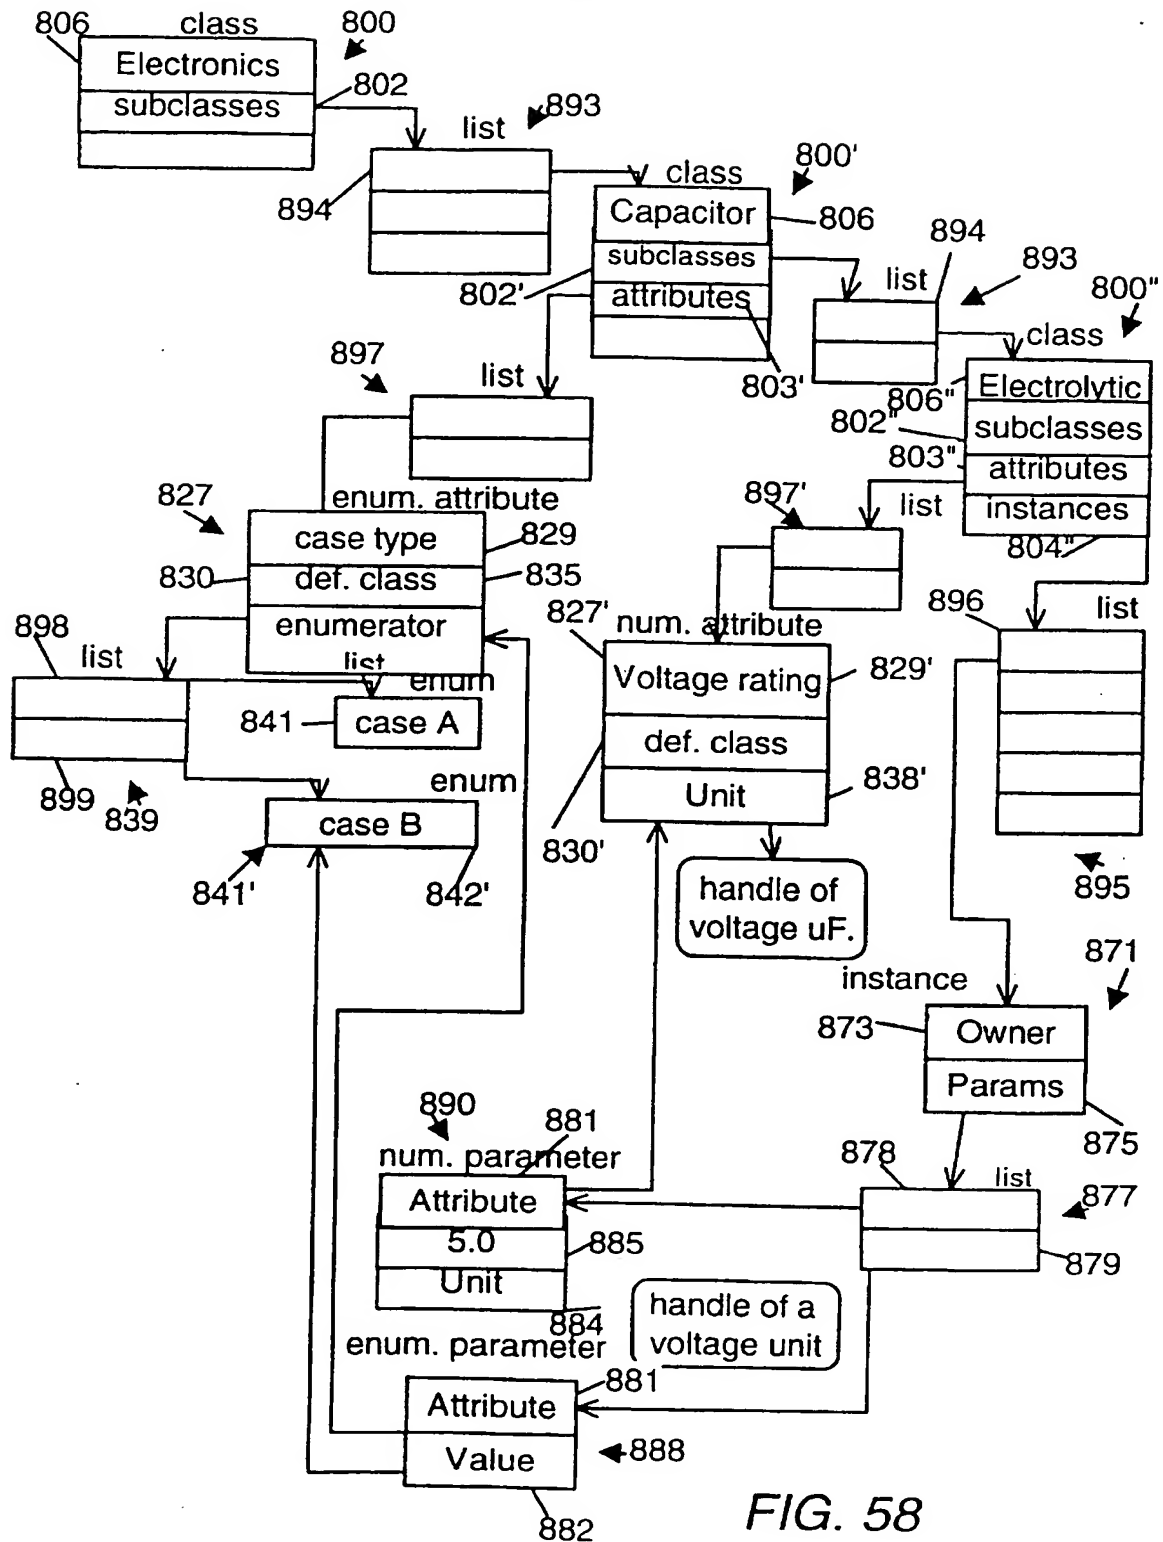 806
class
800
Electronics
subclasses
802
list
893
894
class
800'
Capacitor
806
subclasses
802'
attributes
803'
list
894
893
class
800"
Electrolytic
806"
subclasses
802"
attributes
803"
instances
804"
897
list
enum. attribute
827
case type
829
830
def. class
835
enumerator
list
897'
list
827'
num. attribute
Voltage rating
829'
def. class
Unit
838'
830'
handle of
voltage uF.
896
list
895
898
list
enum
841
case A
899
839
enum
case B
841'
842'
instance
871
873
Owner
Params
875
878
list
877
879
890
881
num. parameter
Attribute
5.0
885
Unit
884
handle of a
voltage unit
enum. parameter
881
Attribute
Value
888
882
FIG. 58